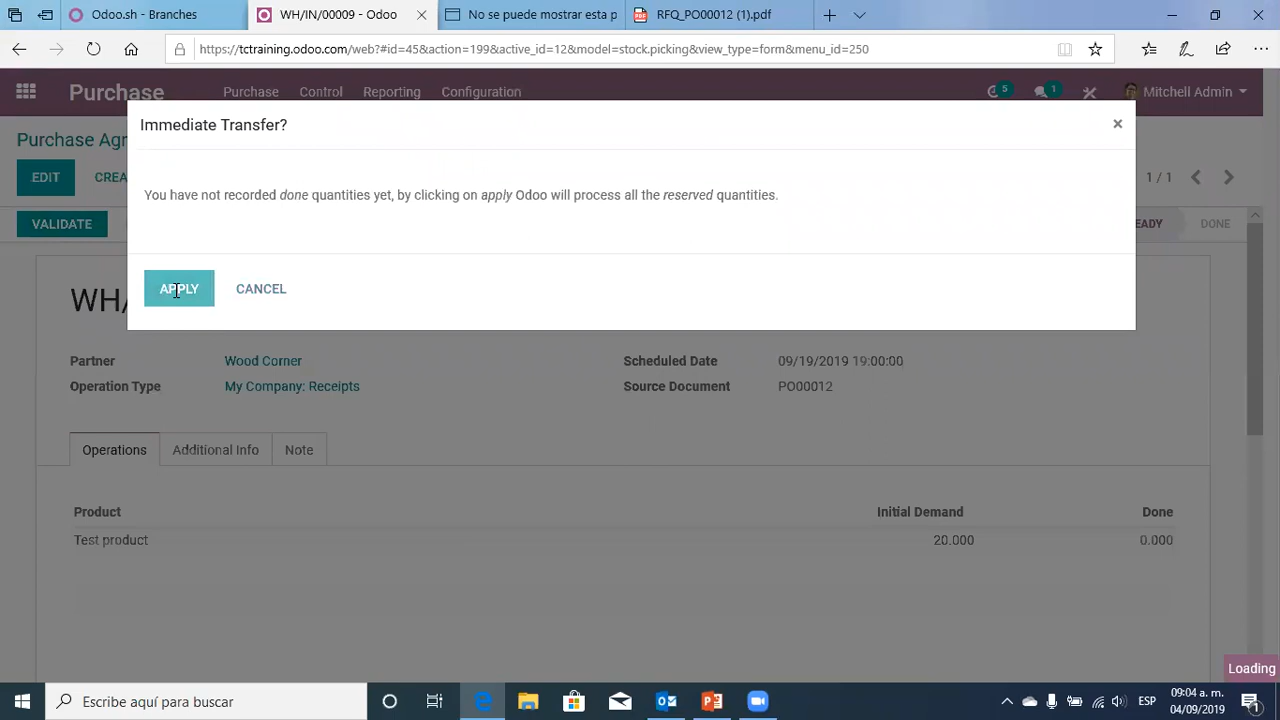 Odoo.sh - Branches
WH/IN/00009 - Odoo
No se puede mostrar esta p
RFQ_PO00012 (1).pdf
https://tctraining.odoo.com/web?#id=45&action=199&active_id=12&model=stock.picking&view_type=form&menu_id=250
Purchase
Purchase
Control
Reporting
Configuration
5
1
Mitchell Admin
Immediate Transfer?
×
Purchase Agr
EDIT
CREA
1 / 1
You have not recorded done quantities yet, by clicking on apply Odoo will process all the reserved quantities.
VALIDATE
EADY
DONE
APPLY
CANCEL
WH/
Partner
Wood Corner
Scheduled Date
09/19/2019 19:00:00
Operation Type
My Company: Receipts
Source Document
PO00012
Operations
Additional Info
Note
Product
Initial Demand
Done
Test product
20.000
0.000
Loading
Escribe aquí para buscar
ESP
09:04 a. m.
04/09/2019
1